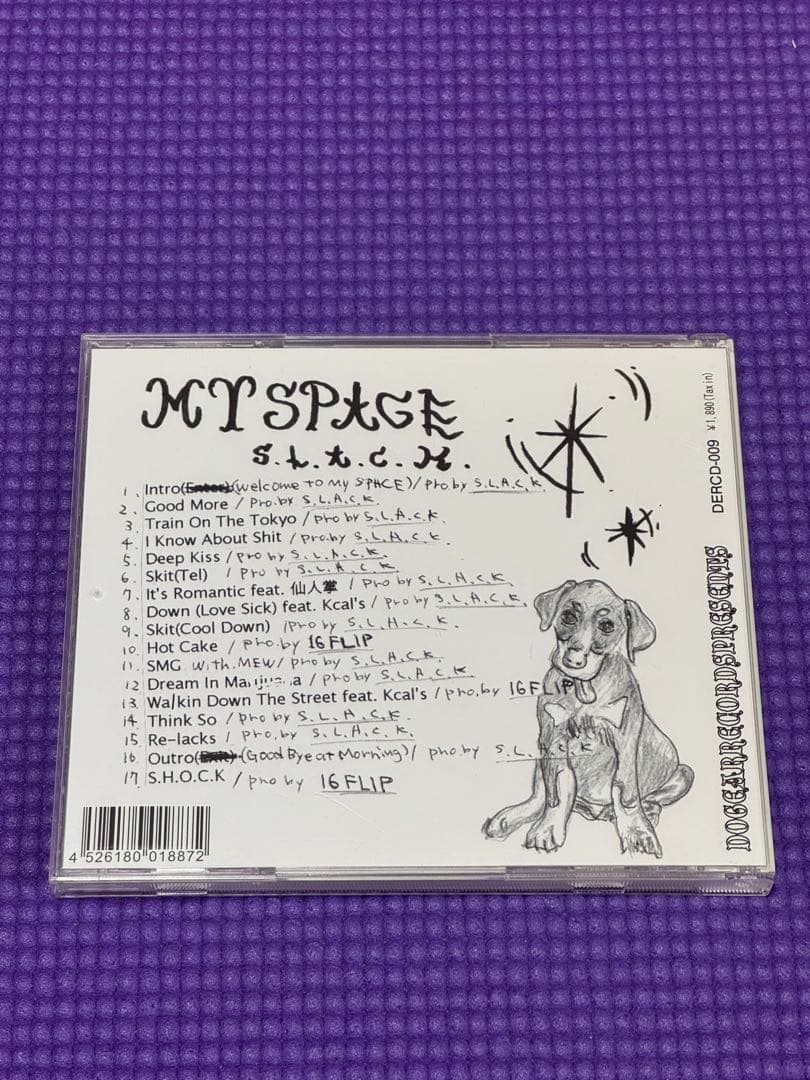 MY SPACE
S.L.A.C.K.
1. Intro(Enter)(welcome to my SPACE)/pro.by S.L.A.C.K.
2. Good More / pro.by S.L.A.C.K.
3. Train On The Tokyo / pro by S.L.A.C.K.
4. I Know About Shit / pro.by S.L.A.C.K.
5. Deep Kiss / pro by S.L.A.C.K.
6. Skit(Tel) / pro by S.L.A.C.K.
7. It's Romantic feat. 仙人掌 / pro by S.L.A.C.K.
8. Down (Love Sick) feat. Kcal's / pro by S.L.A.C.K.
9. Skit(Cool Down) /pro by S.L.A.C.K.
10. Hot Cake / pro.by 16FLIP
11. SMG with.MEW/ pro by S.L.A.C.K.
12 Dream In / pro by S.L.A.C.K.
13. Walkin Down The Street feat. Kcal's / pro.by 16FLIP
14. Think So / pro by S.L.A.C.K.
15 Re-lacks / pro.by S.L.A.C.K.
16. Outro (Good Bye at Morning)/ pro.by S.L.A.C.K
17. S.H.O.C.K / pro by 16FLIP
4 526180 018872
DERCD-009 ¥1,890(Tax in)
DOGEARRECORDSPRESENTS